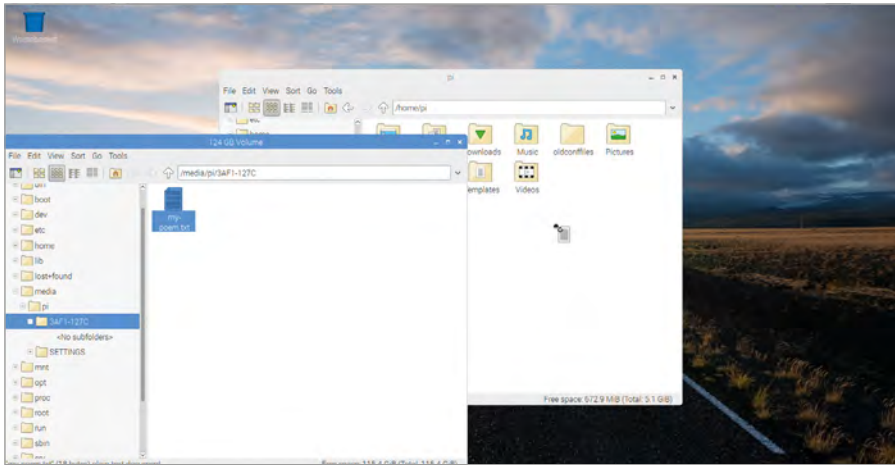 Wastebasket
pi
File Edit View Sort Go Tools
/home/pi
etc
home
Downloads
Music
oldconffiles
Pictures
Templates
Videos
Free space: 672.9 MiB (Total: 5.1 GiB)
124 GB Volume
File Edit View Sort Go Tools
/media/pi/3AF1-127C
bin
boot
dev
etc
home
lib
lost+found
media
pi
3AF1-127C
<No subfolders>
SETTINGS
mnt
opt
proc
root
run
sbin
my-
poem.txt